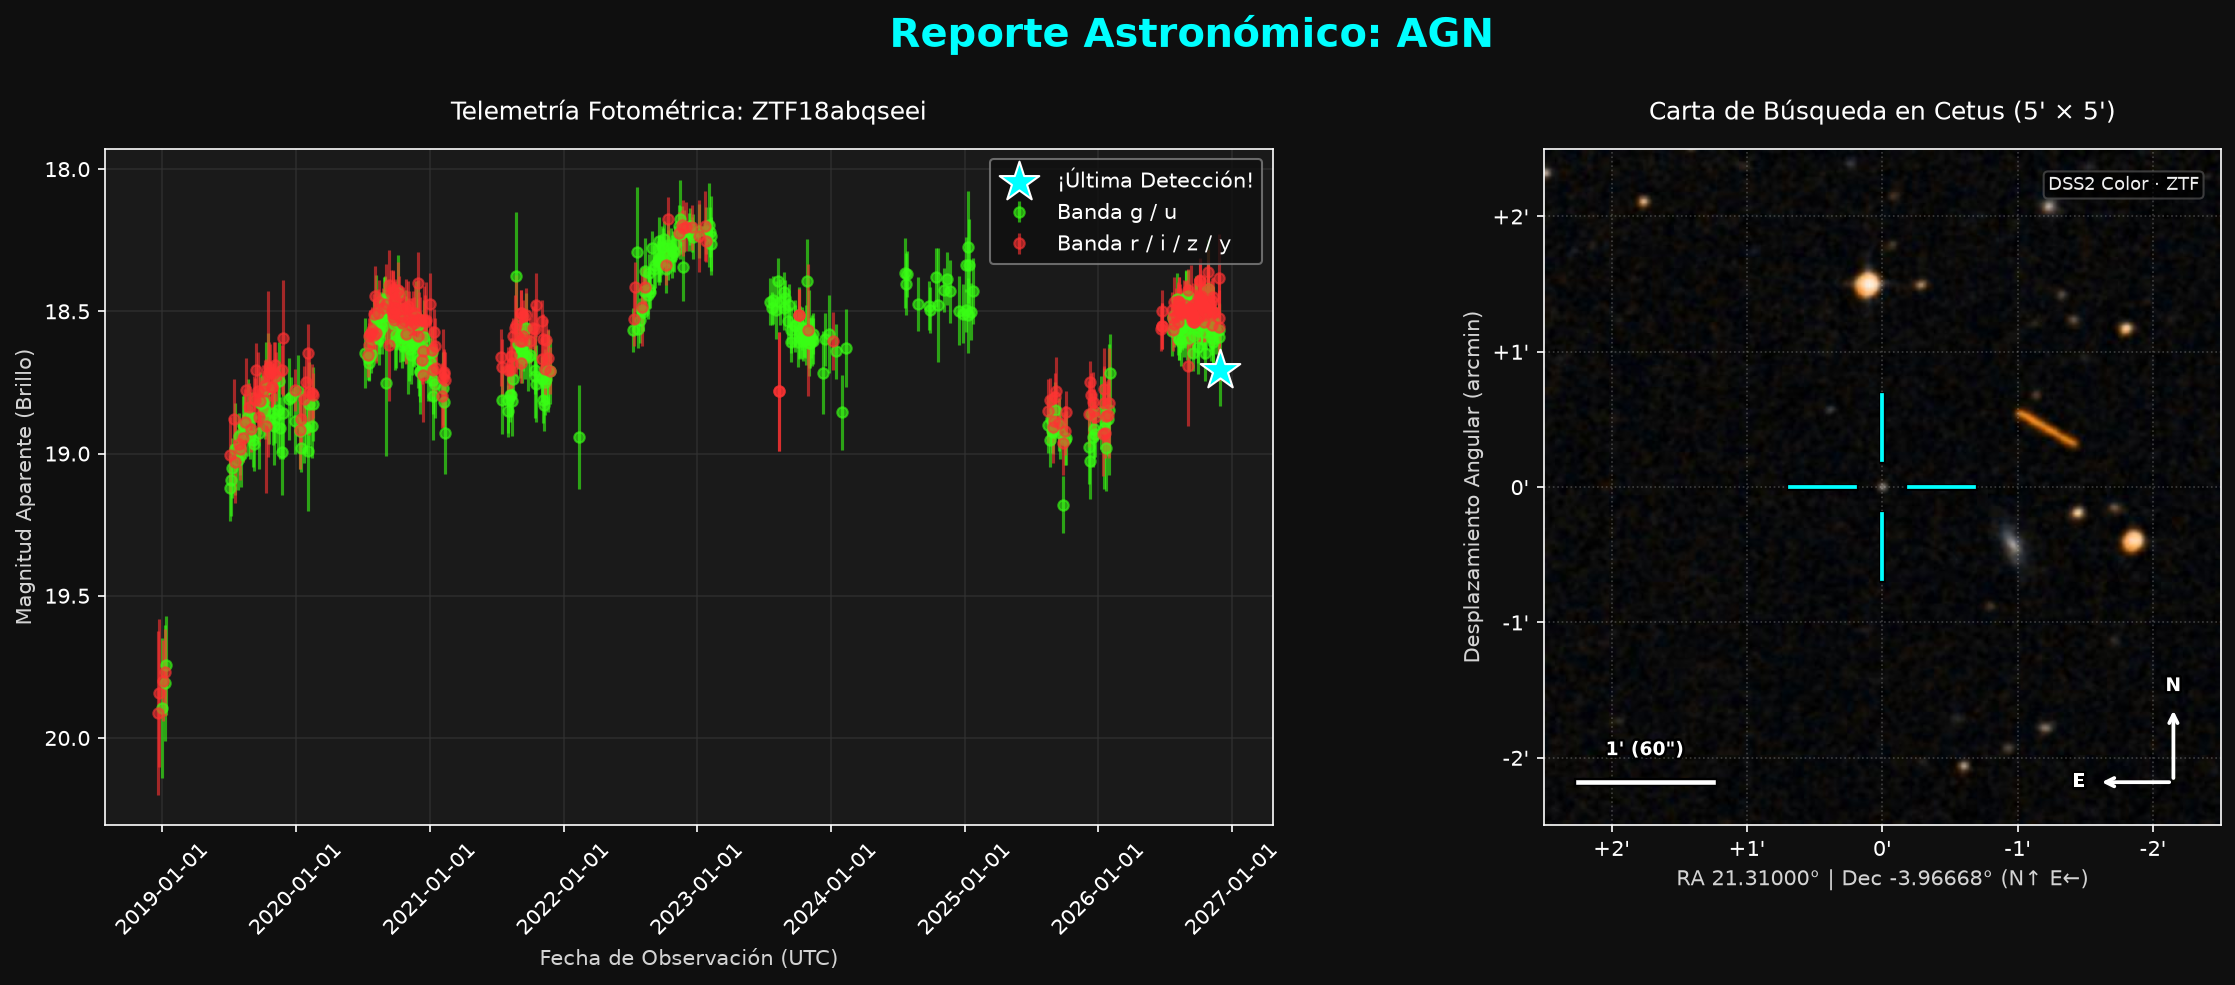 Reporte Astronómico: AGN
Telemetría Fotométrica: ZTF18abqseei
Magnitud Aparente (Brillo)
18.0
18.5
19.0
19.5
20.0
¡Última Detección!
Banda g / u
Banda r / i / z / y
2019-01-01
2020-01-01
2021-01-01
2022-01-01
2023-01-01
2024-01-01
2025-01-01
2026-01-01
2027-01-01
Fecha de Observación (UTC)
Carta de Búsqueda en Cetus (5' × 5')
Desplazamiento Angular (arcmin)
+2'
+1'
0'
-1'
-2'
DSS2 Color · ZTF
N
E
1' (60")
+2'
+1'
0'
-1'
-2'
RA 21.31000° | Dec -3.96668° (N↑ E←)